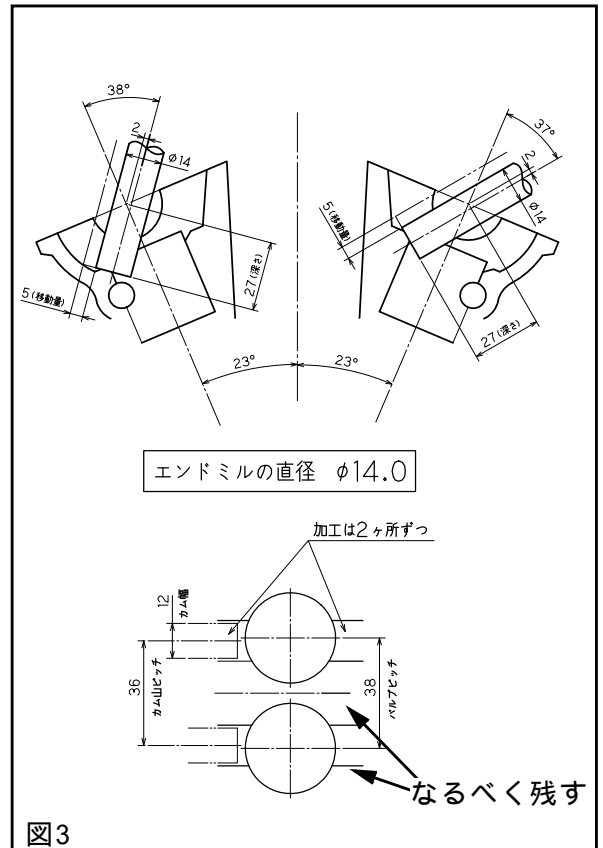 38°
2
φ14
27(深さ)
5(移動量)
37°
2
φ14
5(移動量)
27(深さ)
23°
23°
エンドミルの直径 φ14.0
加工は2ヶ所ずつ
12
カム幅
36
カム山ピッチ
38
バルブピッチ
なるべく残す
図3